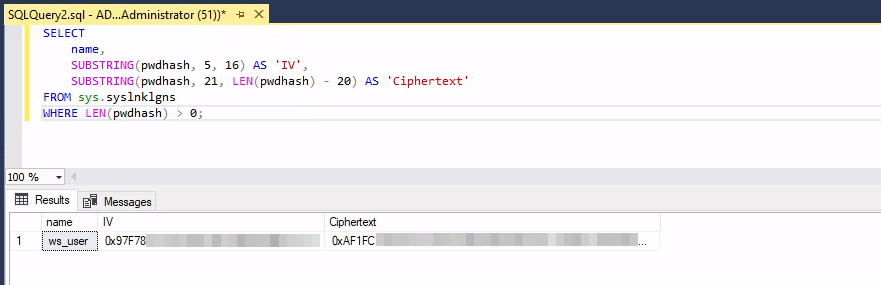 SQLQuery2.sql - AD...Administrator (51))*
SELECT
name,
SUBSTRING(pwdhash, 5, 16) AS 'IV',
SUBSTRING(pwdhash, 21, LEN(pwdhash) - 20) AS 'Ciphertext'
FROM sys.syslnklgns
WHERE LEN(pwdhash) > 0;
100 %
Results Messages
name IV Ciphertext
1 ws_user 0x97F78 0xAF1FC ...